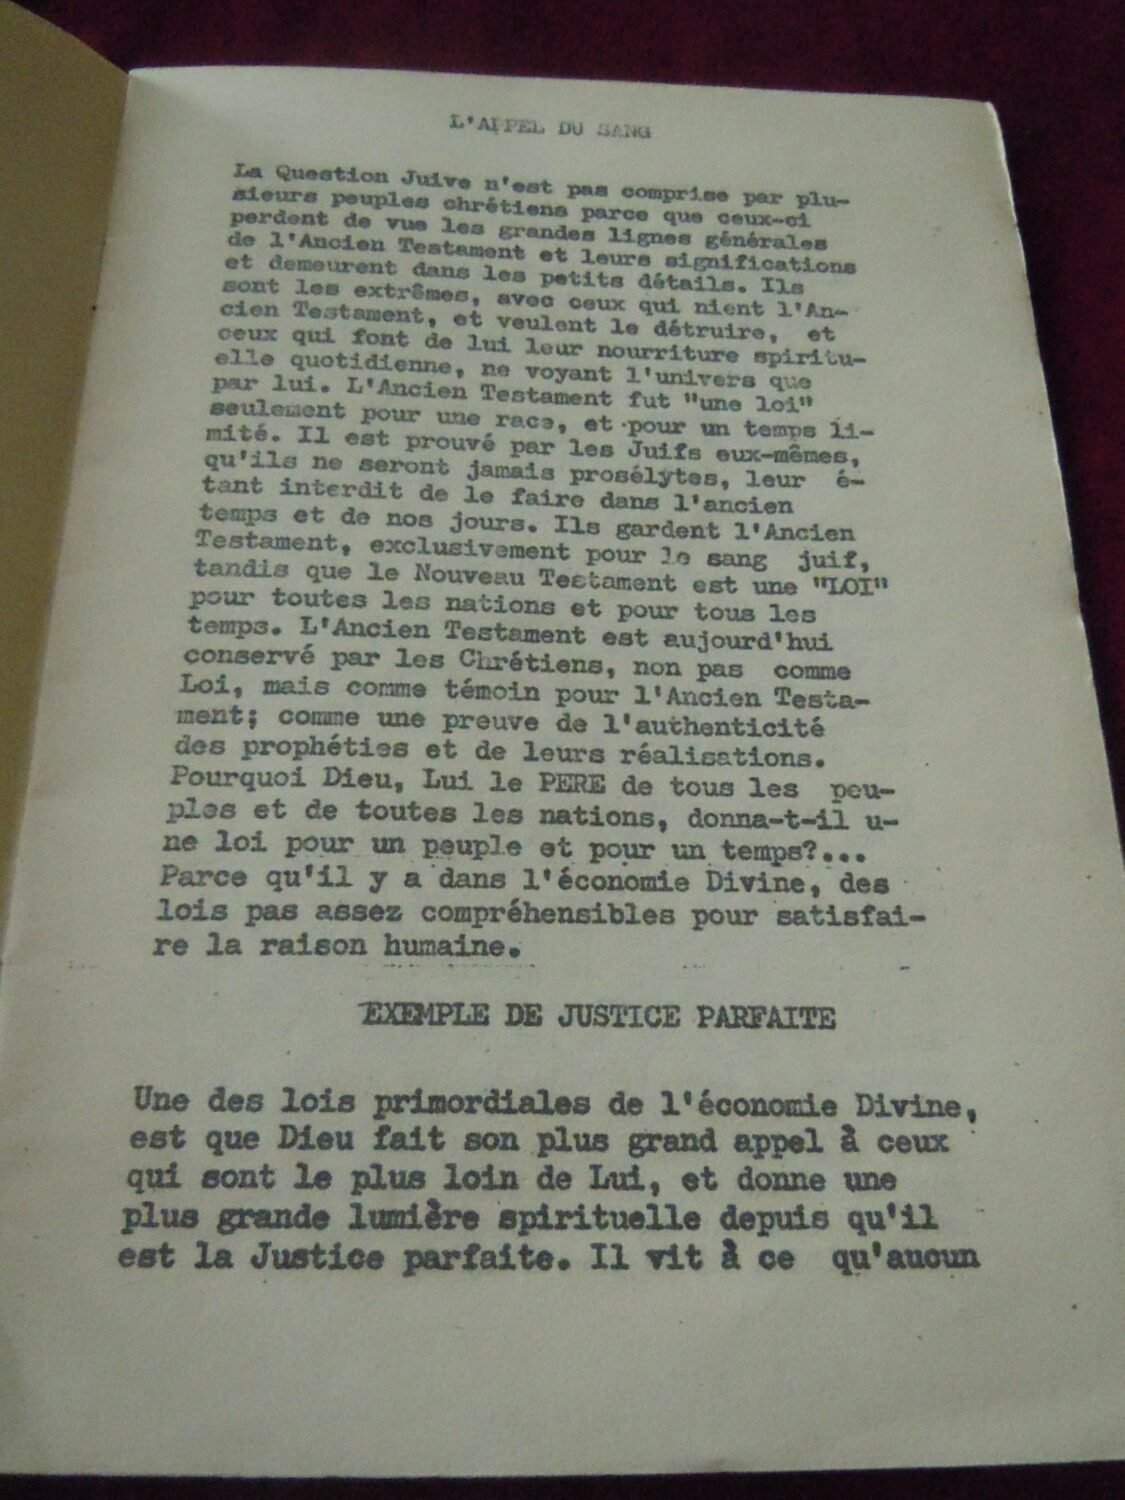 L'APPEL DU SANG
La Question Juive n'est pas comprise par plu-
sieurs peuples chrétiens parce que ceux-ci
perdent de vue les grandes lignes générales
de l'Ancien Testament et leurs significations
et demeurent dans les petits détails. Ils
sont les extrêmes, avec ceux qui nient l'An-
cien Testament, et veulent le détruire, et
ceux qui font de lui leur nourriture spiritu-
elle quotidienne, ne voyant l'univers que
par lui. L'Ancien Testament fut "une loi"
seulement pour une race, et pour un temps li-
mité. Il est prouvé par les Juifs eux-mêmes,
qu'ils ne seront jamais prosélytes, leur é-
tant interdit de le faire dans l'ancien
temps et de nos jours. Ils gardent l'Ancien
Testament, exclusivement pour le sang juif,
tandis que le Nouveau Testament est une "LOI"
pour toutes les nations et pour tous les
temps. L'Ancien Testament est aujourd'hui
conservé par les Chrétiens, non pas comme
Loi, mais comme témoin pour l'Ancien Testa-
ment; comme une preuve de l'authenticité
des prophéties et de leurs réalisations.
Pourquoi Dieu, Lui le PERE de tous les peu-
ples et de toutes les nations, donna-t-il u-
ne loi pour un peuple et pour un temps?...
Parce qu'il y a dans l'économie Divine, des
lois pas assez compréhensibles pour satisfai-
re la raison humaine.
EXEMPLE DE JUSTICE PARFAITE
Une des lois primordiales de l'économie Divine,
est que Dieu fait son plus grand appel à ceux
qui sont le plus loin de Lui, et donne une
plus grande lumière spirituelle depuis qu'il
est la Justice parfaite. Il vit à ce qu'aucun